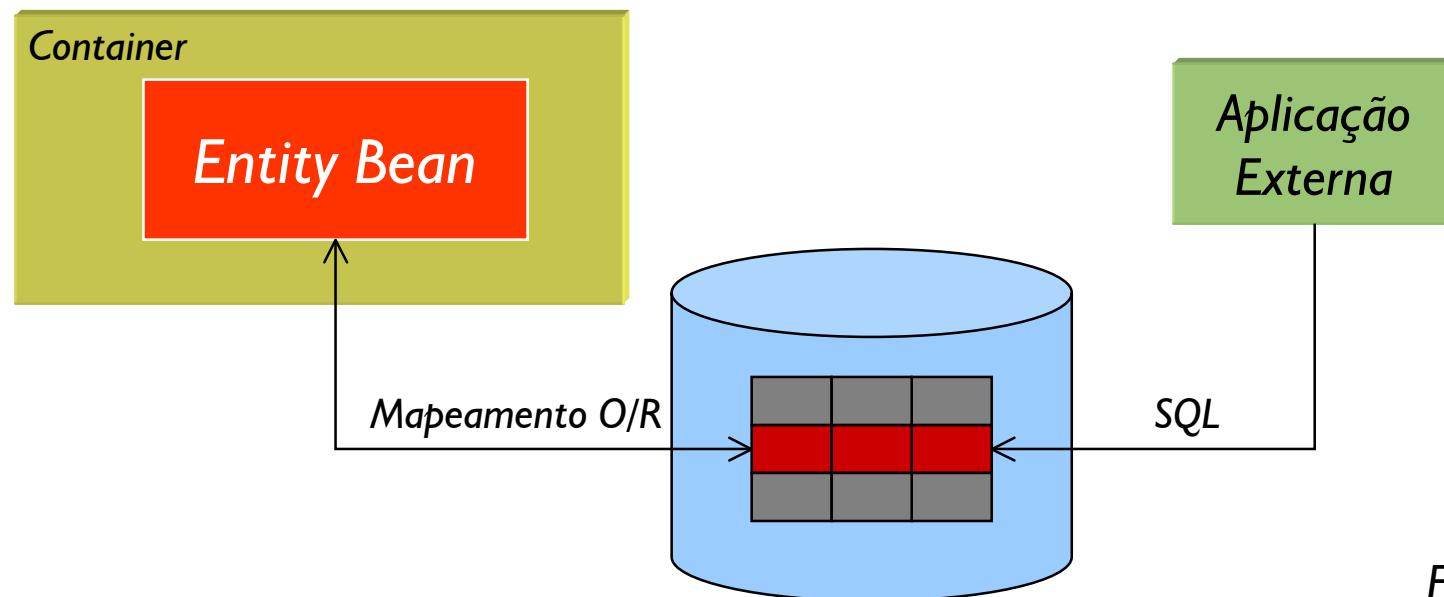 Container
Entity Bean
Aplicação
Externa
Mapeamento O/R
SQL
F